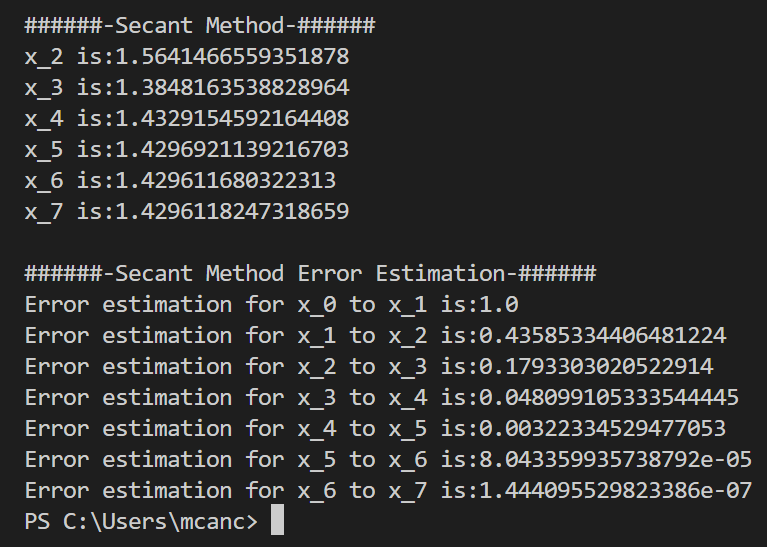 ######-Secant Method-######
x_2 is:1.5641466559351878
x_3 is:1.3848163538828964
x_4 is:1.4329154592164408
x_5 is:1.4296921139216703
x_6 is:1.429611680322313
x_7 is:1.4296118247318659
######-Secant Method Error Estimation-######
Error estimation for x_0 to x_1 is:1.0
Error estimation for x_1 to x_2 is:0.43585334406481224
Error estimation for x_2 to x_3 is:0.1793303020522914
Error estimation for x_3 to x_4 is:0.048099105333544445
Error estimation for x_4 to x_5 is:0.00322334529477053
Error estimation for x_5 to x_6 is:8.043359935738792e-05
Error estimation for x_6 to x_7 is:1.444095529823386e-07
PS C:\Users\mcanc>